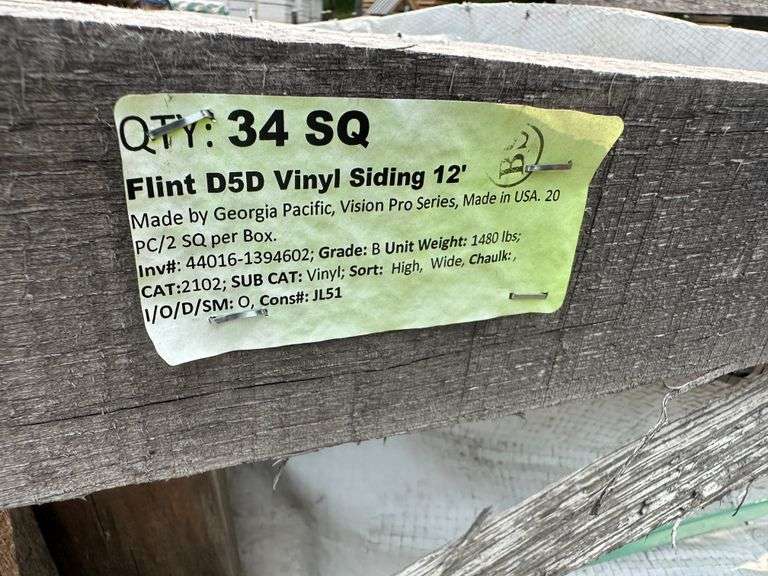 QTY: 34 SQ
Flint D5D Vinyl Siding 12'
Made by Georgia Pacific, Vision Pro Series, Made in USA. 20
PC/2 SQ per Box.
Inv#: 44016-1394602; Grade: B Unit Weight: 1480 lbs;
CAT:2102; SUB CAT: Vinyl; Sort: High, Wide, Chaulk: ,
I/O/D/SM: O, Cons#: JL51